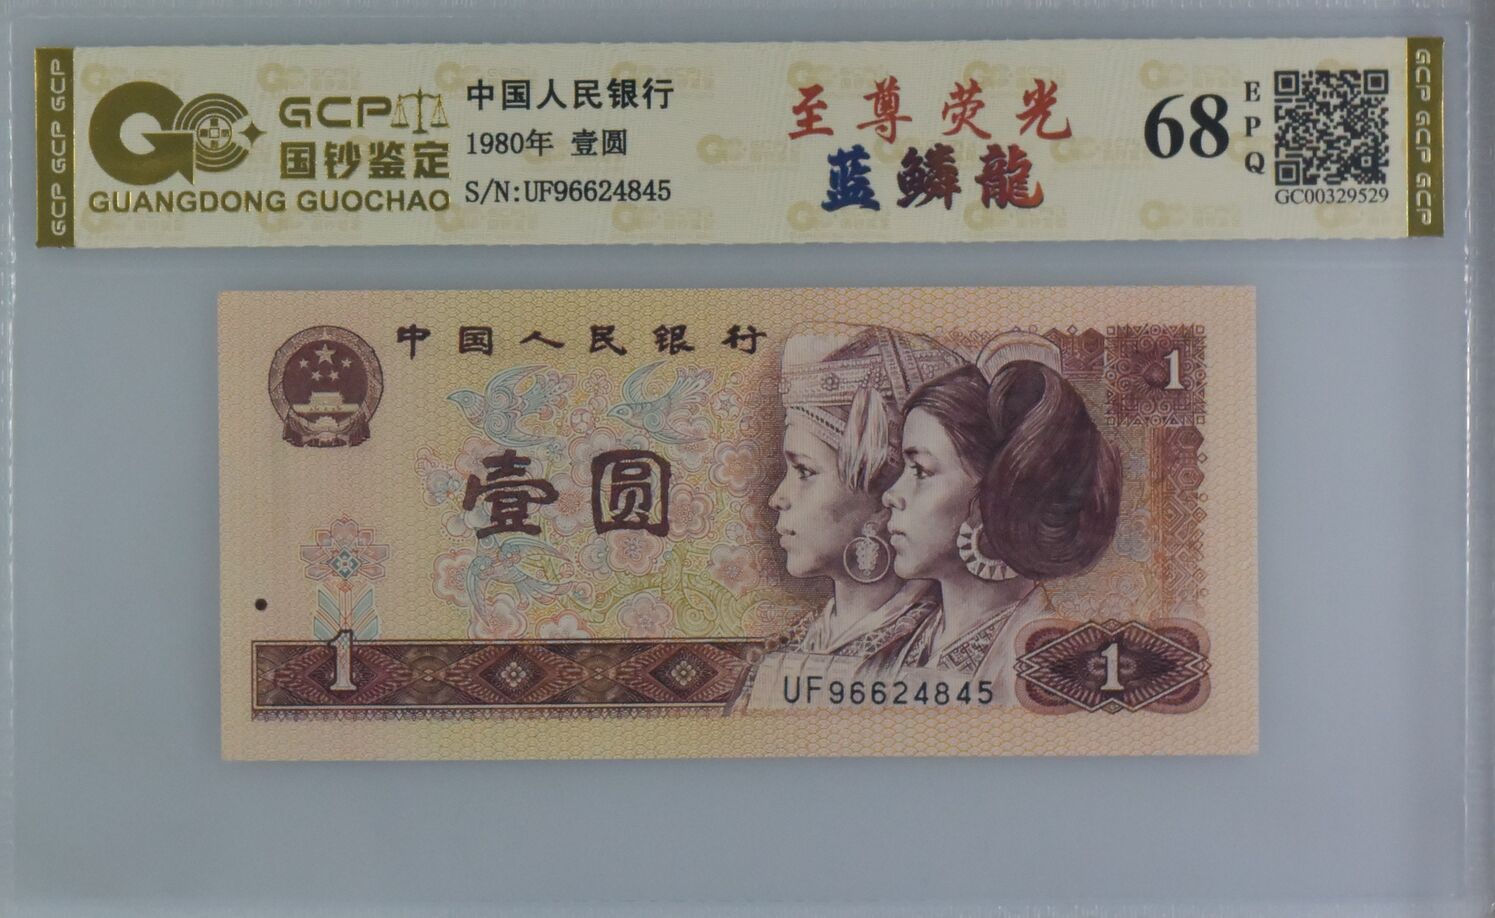 GCP GCP GCP
GCP
国钞鉴定
GUANGDONG GUOCHAO
中国人民银行
1980年 壹圆
S/N:UF96624845
至尊荧光
蓝鳞龍
68
EPQ
GC00329529
GCP GCP GCP
中国人民银行
1
壹圆
1
UF96624845
1